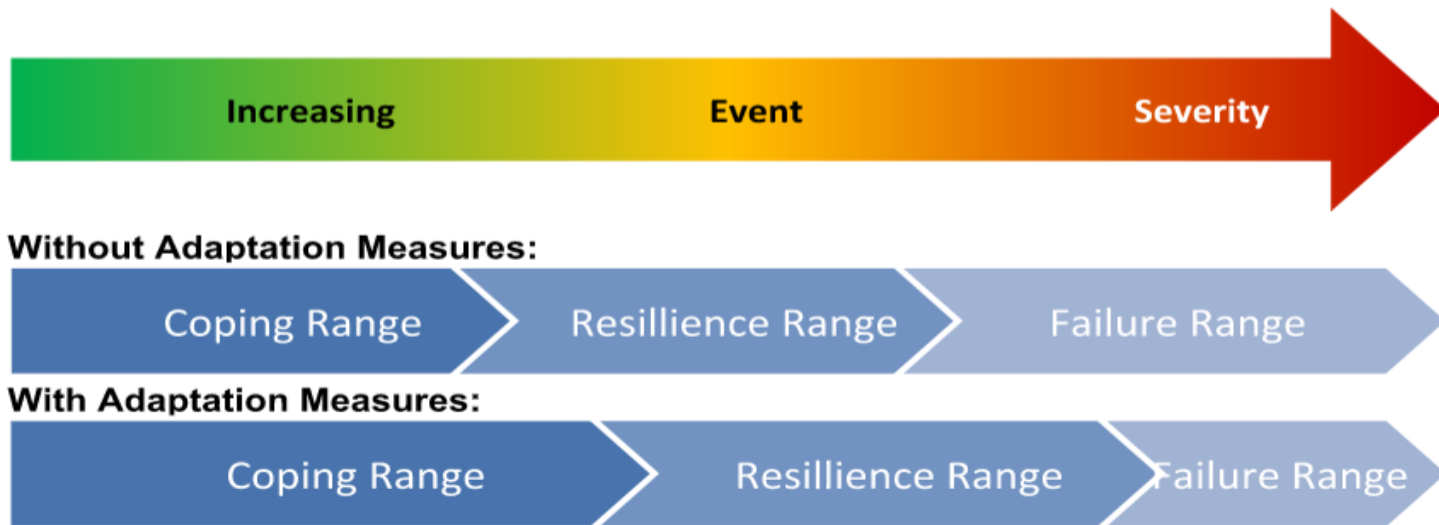 Increasing Event Severity
Without Adaptation Measures:
Coping Range Resillience Range Failure Range
With Adaptation Measures:
Coping Range Resillience Range Failure Range